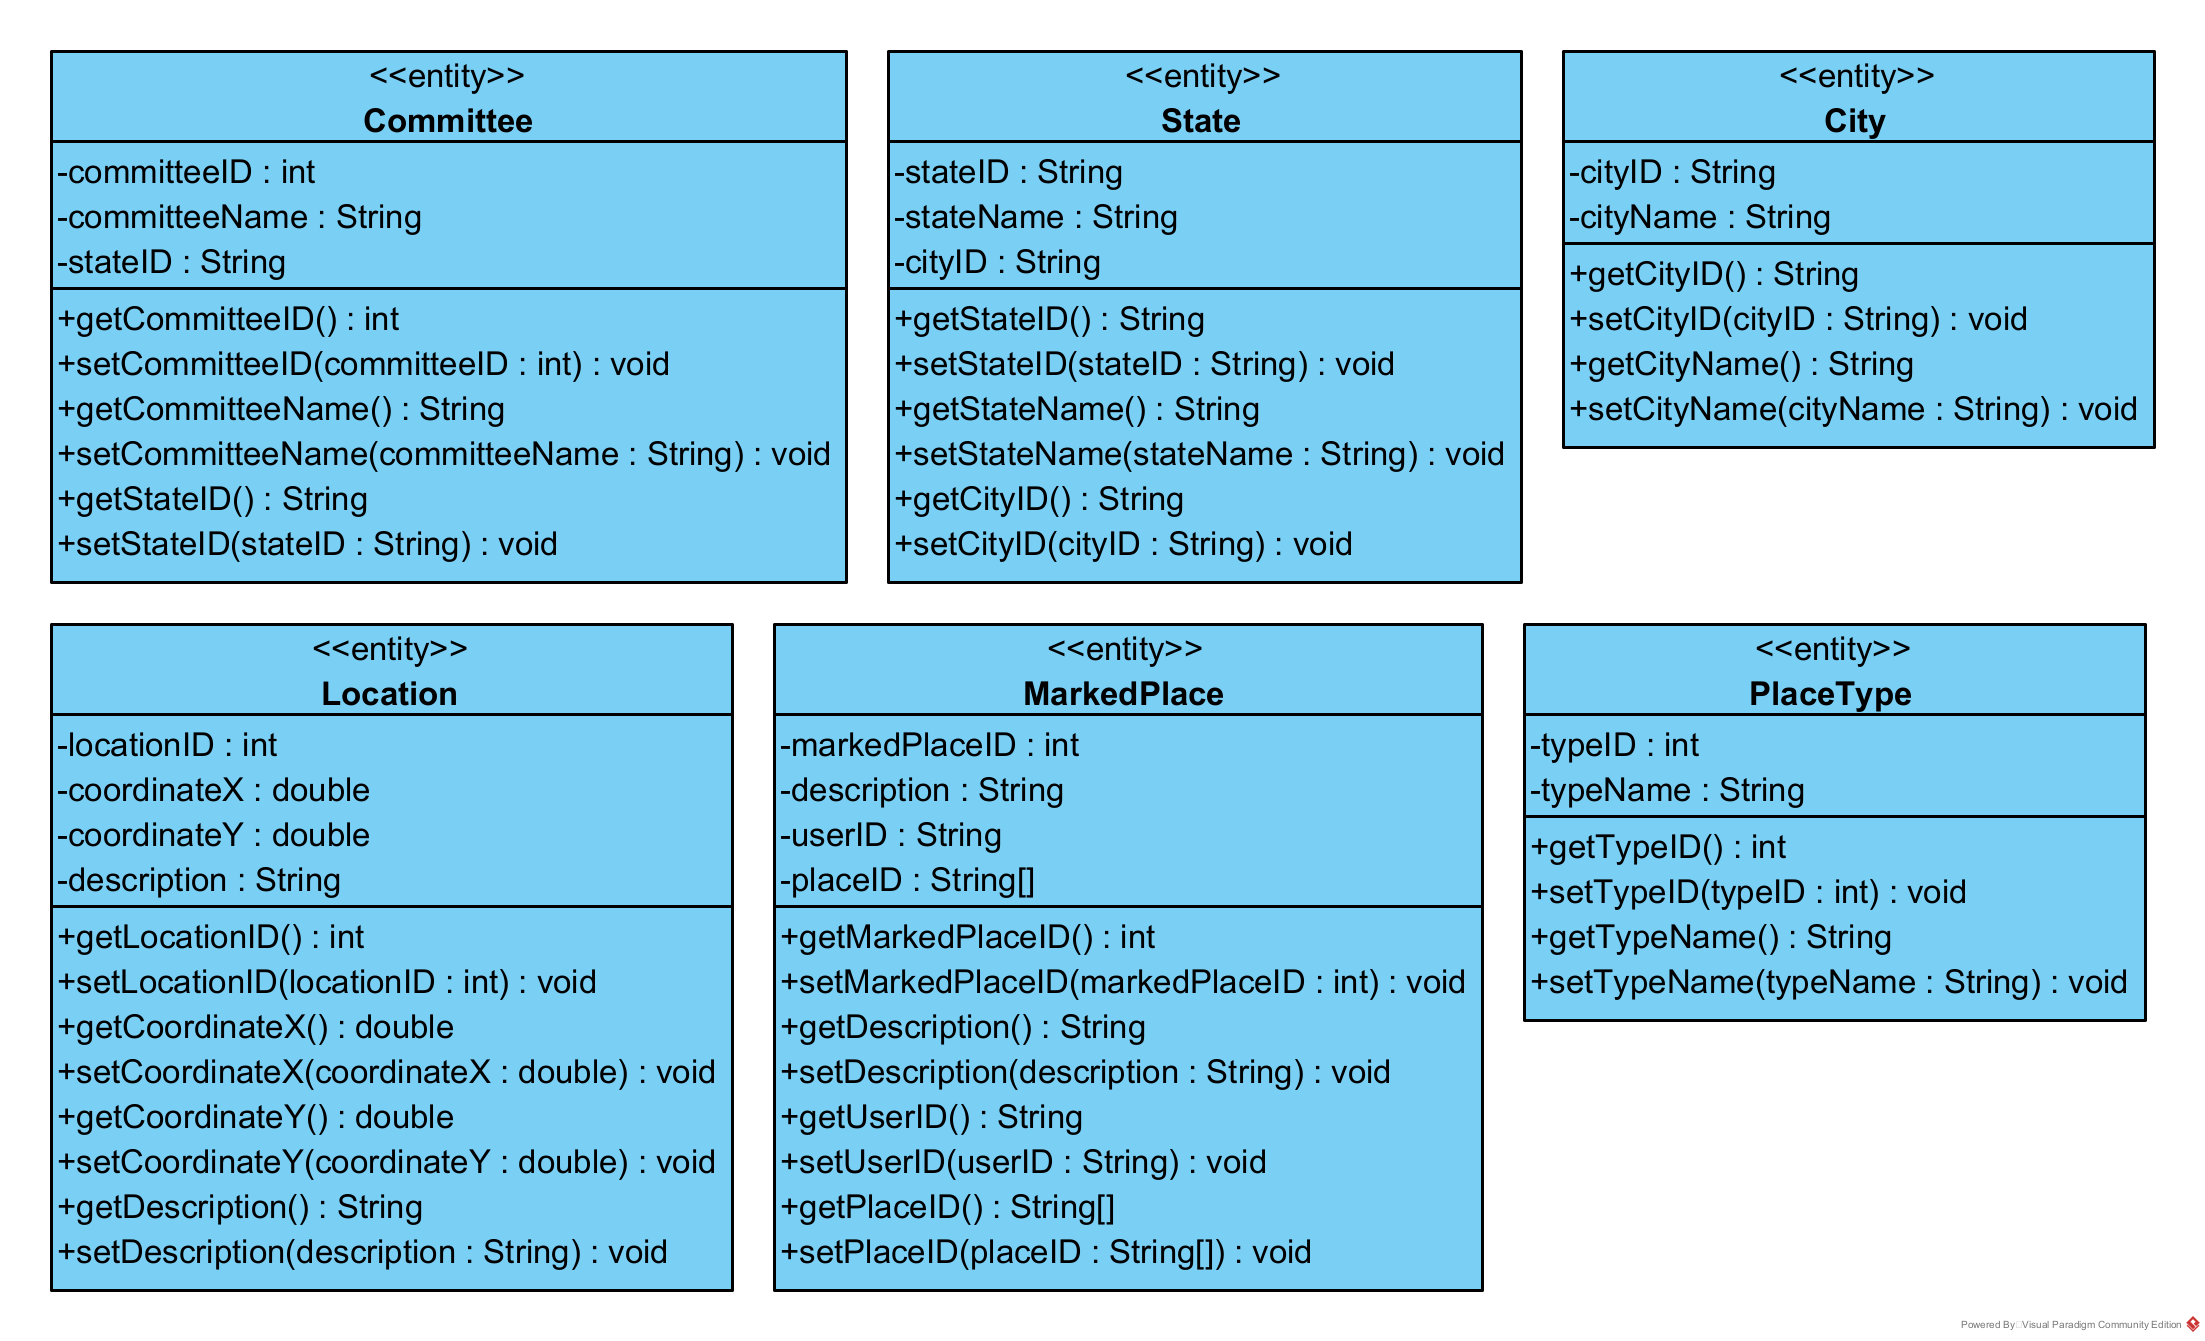 <<entity>>
Committee
-committeeID : int
-committeeName : String
-stateID : String
+getCommitteeID() : int
+setCommitteeID(committeeID : int) : void
+getCommitteeName() : String
+setCommitteeName(committeeName : String) : void
+getStateID() : String
+setStateID(stateID : String) : void
<<entity>>
State
-stateID : String
-stateName : String
-cityID : String
+getStateID() : String
+setStateID(stateID : String) : void
+getStateName() : String
+setStateName(stateName : String) : void
+getCityID() : String
+setCityID(cityID : String) : void
<<entity>>
City
-cityID : String
-cityName : String
+getCityID() : String
+setCityID(cityID : String) : void
+getCityName() : String
+setCityName(cityName : String) : void
<<entity>>
Location
-locationID : int
-coordinateX : double
-coordinateY : double
-description : String
+getLocationID() : int
+setLocationID(locationID : int) : void
+getCoordinateX() : double
+setCoordinateX(coordinateX : double) : void
+getCoordinateY() : double
+setCoordinateY(coordinateY : double) : void
+getDescription() : String
+setDescription(description : String) : void
<<entity>>
MarkedPlace
-markedPlaceID : int
-description : String
-userID : String
-placeID : String[]
+getMarkedPlaceID() : int
+setMarkedPlaceID(markedPlaceID : int) : void
+getDescription() : String
+setDescription(description : String) : void
+getUserID() : String
+setUserID(userID : String) : void
+getPlaceID() : String[]
+setPlaceID(placeID : String[]) : void
<<entity>>
PlaceType
-typeID : int
-typeName : String
+getTypeID() : int
+setTypeID(typeID : int) : void
+getTypeName() : String
+setTypeName(typeName : String) : void
Powered By Visual Paradigm Community Edition